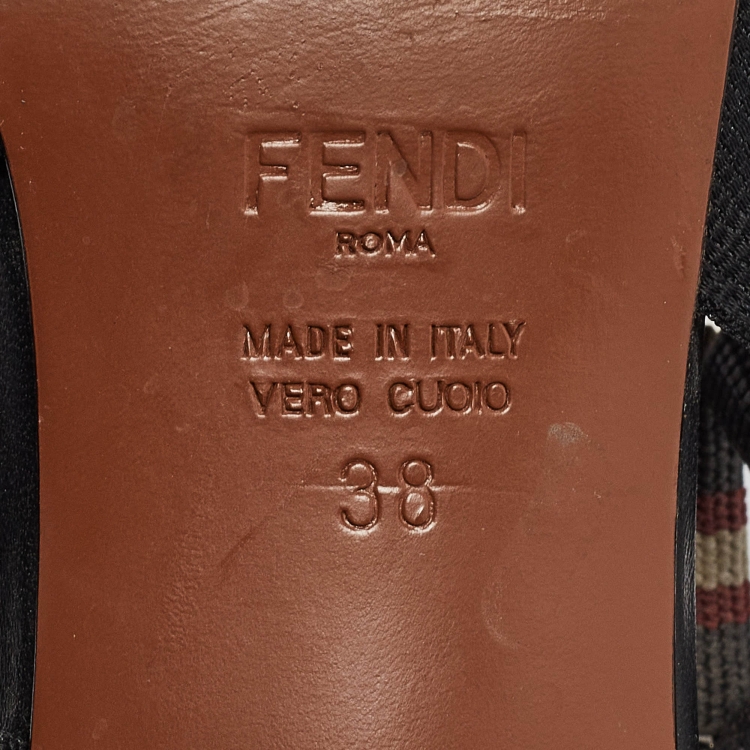 FENDI
ROMA
MADE IN ITALY
VERO CUOIO
38